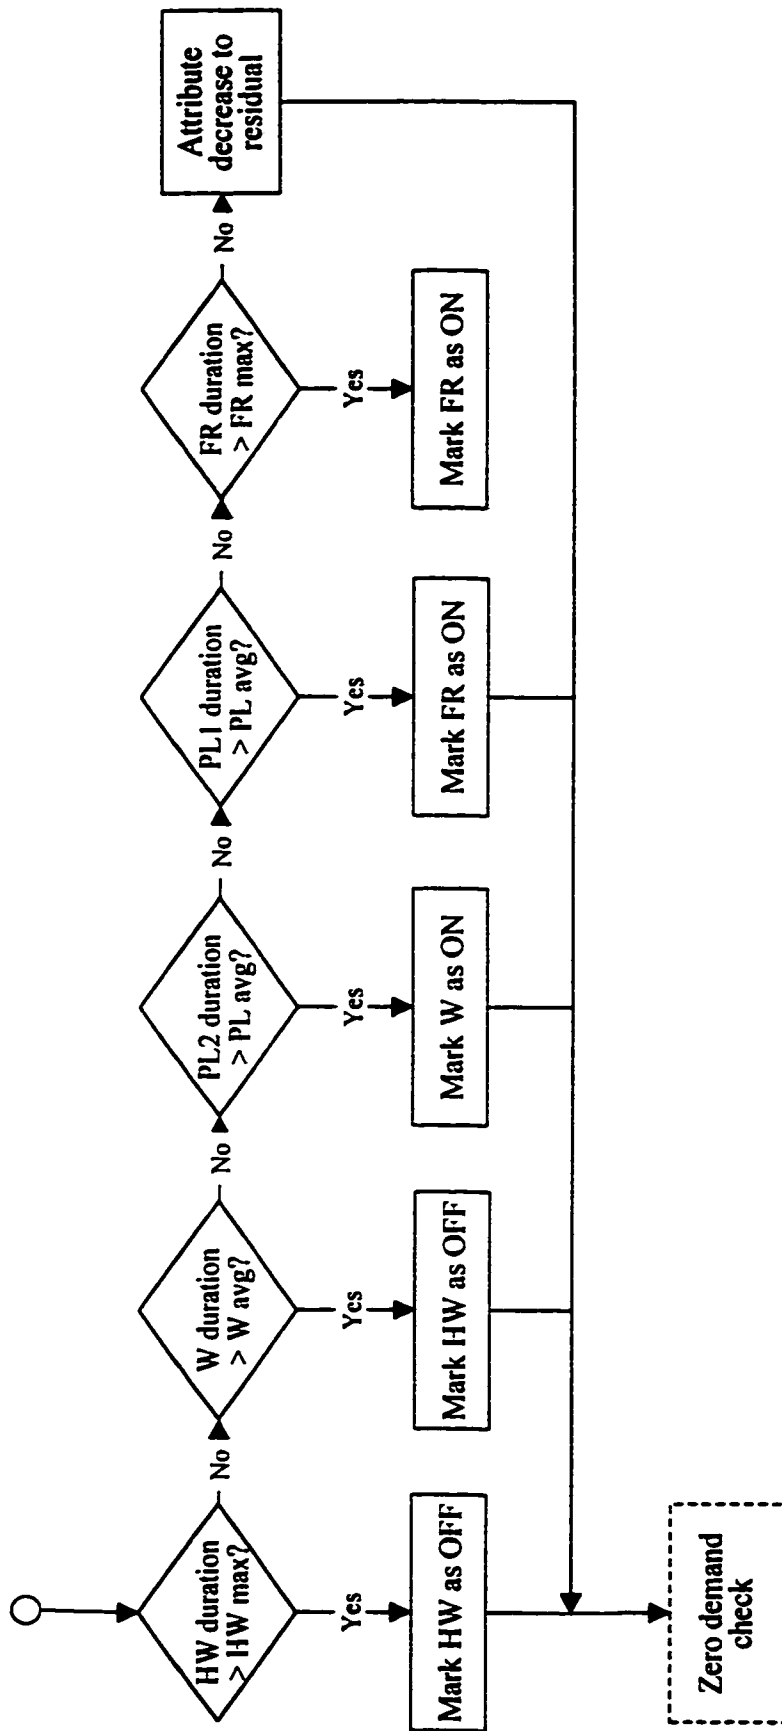 HW duration
> HW max?
No
W duration
> W avg?
No
PL2 duration
> PL avg?
No
PL1 duration
> PL avg?
No
FR duration
> FR max?
No
Attribute
decrease to
residual
Yes
Yes
Yes
Yes
Yes
Mark HW as OFF
Mark HW as OFF
Mark W as ON
Mark FR as ON
Mark FR as ON
Zero demand
check